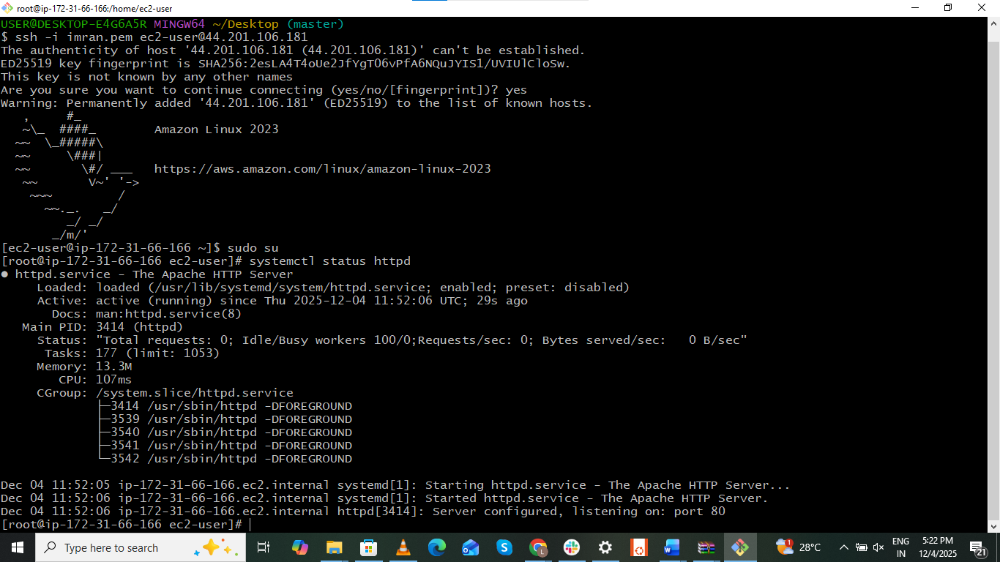 root@ip-172-31-66-166:/home/ec2-user
USER@DESKTOP-E4G6A5R MINGW64 ~/Desktop (master)
$ ssh -i imran.pem ec2-user@44.201.106.181
The authenticity of host '44.201.106.181 (44.201.106.181)' can't be established.
ED25519 key fingerprint is SHA256:2esLA4T4oUe2JfYgTO6vPfA6NQuJYIS1/UVIUlCloSw.
This key is not known by any other names
Are you sure you want to continue connecting (yes/no/[fingerprint])? yes
Warning: Permanently added '44.201.106.181' (ED25519) to the list of known hosts.
   ,     #_
   ~\_  ####_        Amazon Linux 2023
  ~~  \_#####\
  ~~     \###|
  ~~       \#/ ___   https://aws.amazon.com/linux/amazon-linux-2023
   ~~       V~' '->
    ~~~         /
      ~~._.   _/
         _/ _/
       _/m/'
[ec2-user@ip-172-31-66-166 ~]$ sudo su
[root@ip-172-31-66-166 ec2-user]# systemctl status httpd
● httpd.service - The Apache HTTP Server
     Loaded: loaded (/usr/lib/systemd/system/httpd.service; enabled; preset: disabled)
     Active: active (running) since Thu 2025-12-04 11:52:06 UTC; 29s ago
       Docs: man:httpd.service(8)
   Main PID: 3414 (httpd)
     Status: "Total requests: 0; Idle/Busy workers 100/0;Requests/sec: 0; Bytes served/sec:   0 B/sec"
      Tasks: 177 (limit: 1053)
     Memory: 13.3M
        CPU: 107ms
     CGroup: /system.slice/httpd.service
             ├─3414 /usr/sbin/httpd -DFOREGROUND
             ├─3539 /usr/sbin/httpd -DFOREGROUND
             ├─3540 /usr/sbin/httpd -DFOREGROUND
             ├─3541 /usr/sbin/httpd -DFOREGROUND
             └─3542 /usr/sbin/httpd -DFOREGROUND

Dec 04 11:52:05 ip-172-31-66-166.ec2.internal systemd[1]: Starting httpd.service - The Apache HTTP Server...
Dec 04 11:52:06 ip-172-31-66-166.ec2.internal systemd[1]: Started httpd.service - The Apache HTTP Server.
Dec 04 11:52:06 ip-172-31-66-166.ec2.internal httpd[3414]: Server configured, listening on: port 80
[root@ip-172-31-66-166 ec2-user]#
Type here to search
1
28°C
ENG
IN
5:22 PM
12/4/2025
21